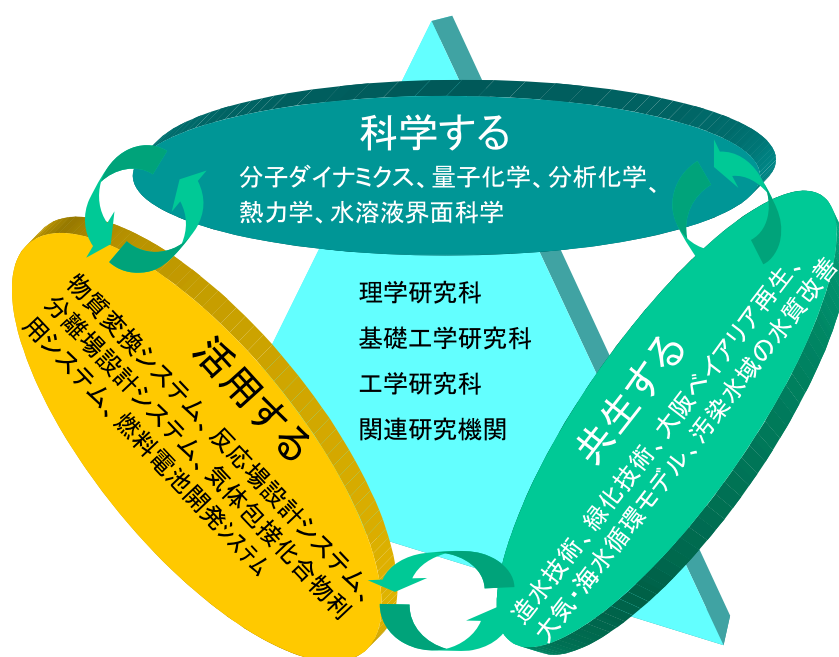 科学する
分子ダイナミクス、量子化学、分析化学、
熱力学、水溶液界面科学
理学研究科
基礎工学研究科
工学研究科
関連研究機関
活用する
物質変換システム、反応場設計システム、
分離場設計システム、気体包接化合物利
用システム、燃料電池開発システム
共生する
造水技術、緑化技術、大阪ベイアリア再生、
大気・海水循環モデル、汚染水域の水質改善